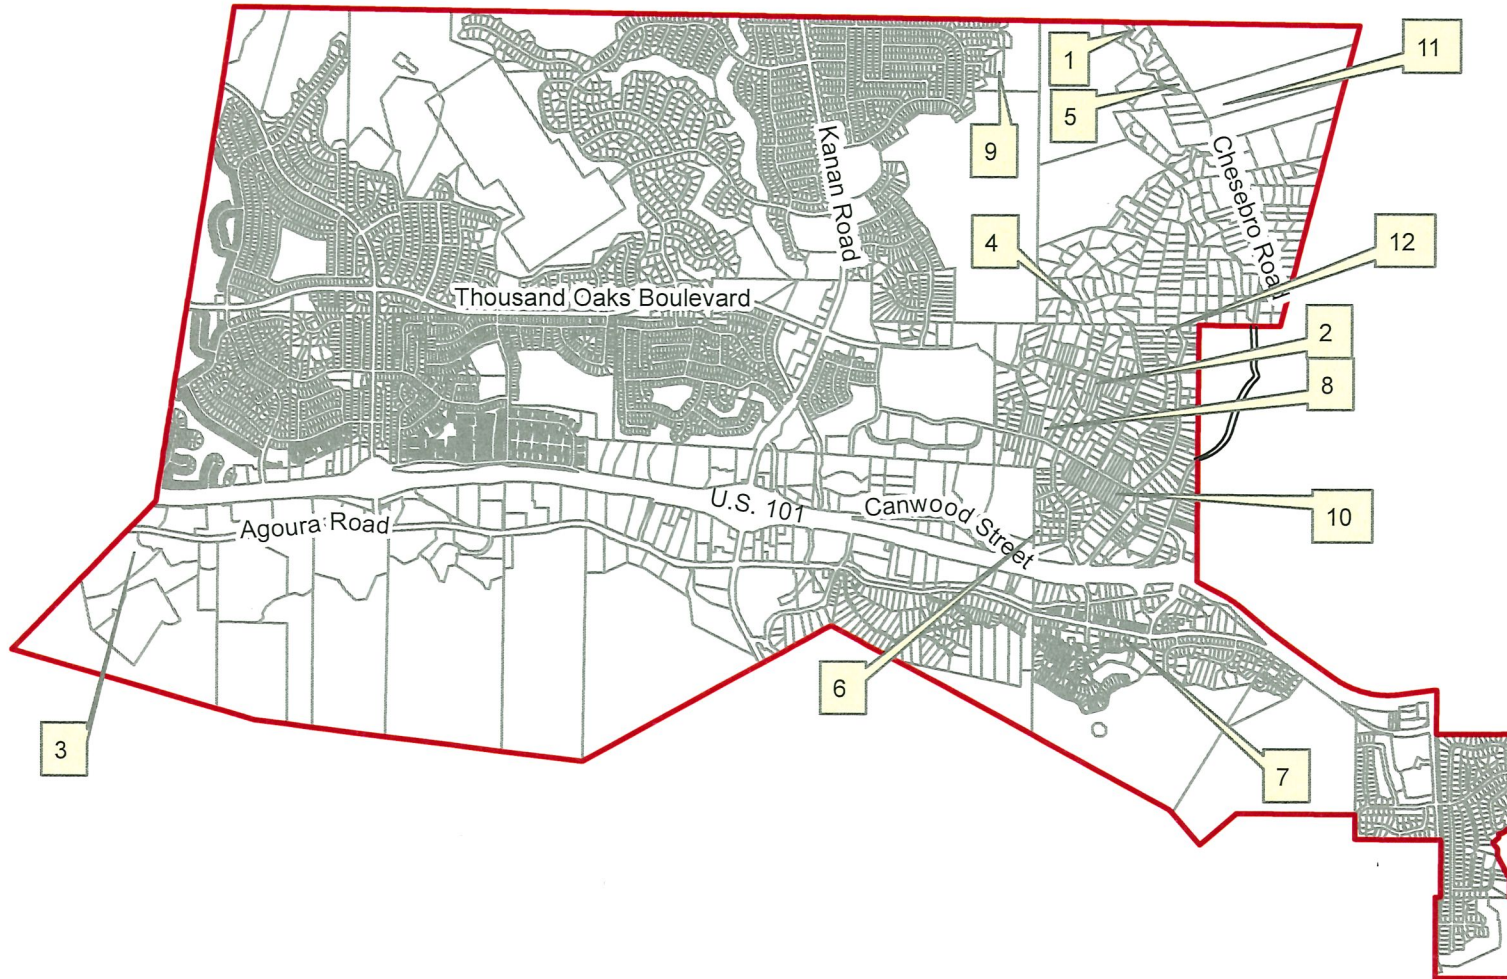 1
11
5
Kanan Road
9
Chesebro Road
4
12
Thousand Oaks Boulevard
2
8
U.S. 101
Canwood Street
10
Agoura Road
6
3
7